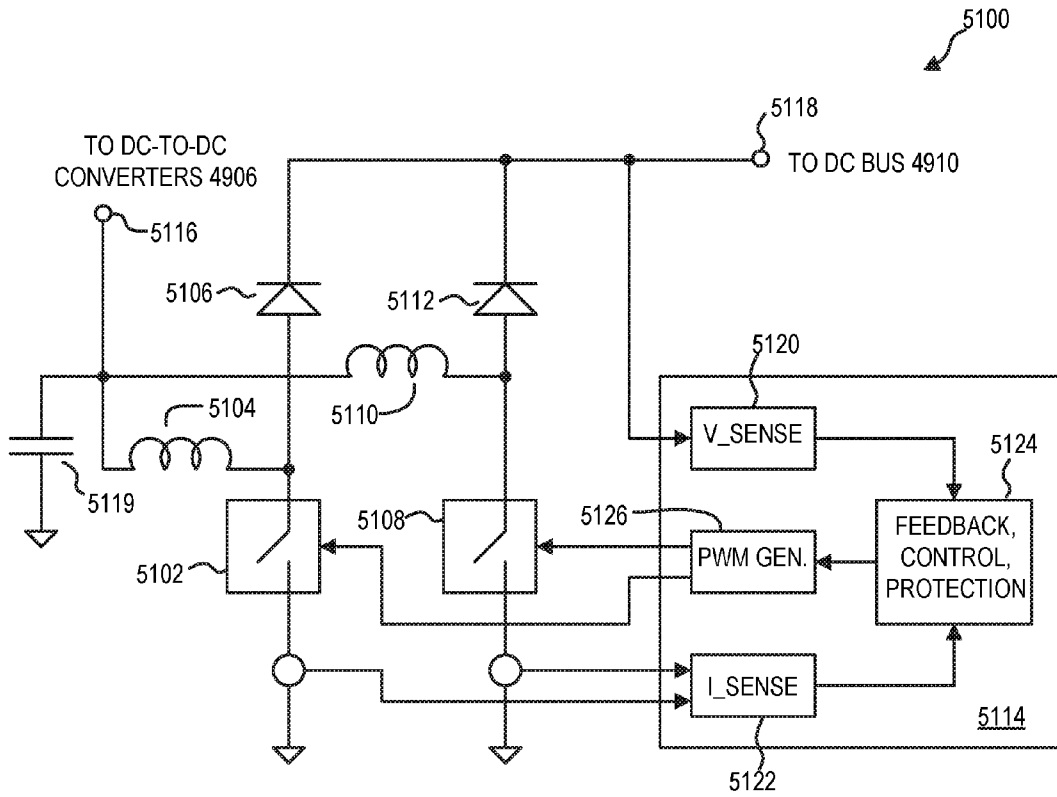 5100
5118
TO DC-TO-DC
CONVERTERS 4906
TO DC BUS 4910
5116
5106
5112
5120
5104
5110
V_SENSE
5124
5119
5108
5126
FEEDBACK,
CONTROL,
PROTECTION
PWM GEN.
5102
I_SENSE
5114
5122